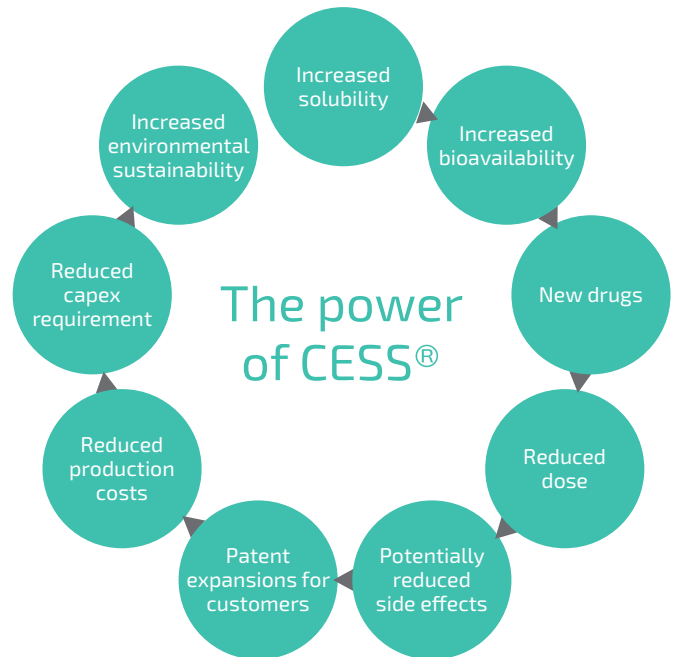 Increased
solubility
Increased
bioavailability
New drugs
Reduced
dose
Potentially
reduced
side effects
Patent
expansions for
customers
Reduced
production
costs
Reduced
capex
requirement
Increased
environmental
sustainability
The power
of CESS®